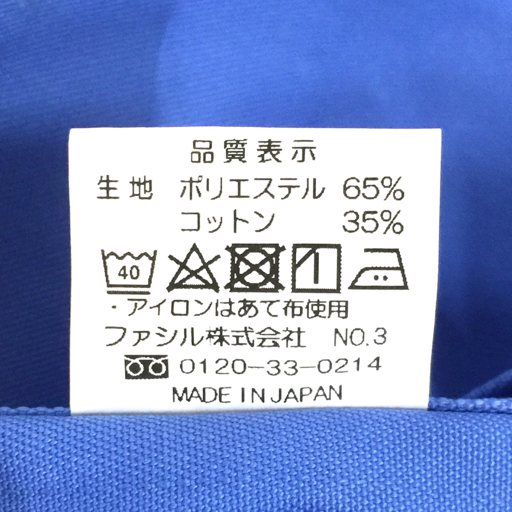 品質表示
生地 ポリエステル 65%
コットン 35%
40
・アイロンはあて布使用
ファシル株式会社 NO.3
0120-33-0214
MADE IN JAPAN